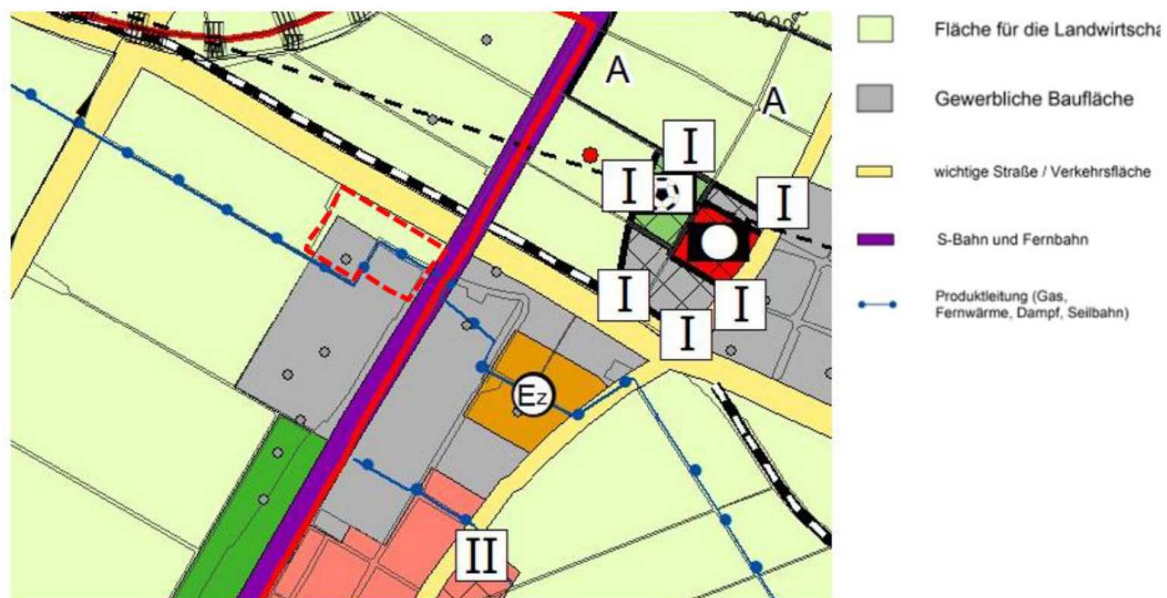 A
A
I
I
I
I
I
I
Ez
II
Fläche für die Landwirtscha
Gewerbliche Baufläche
wichtige Straße / Verkehrsfläche
S-Bahn und Fernbahn
Produktleitung (Gas,
Fernwärme, Dampf, Seilbahn)